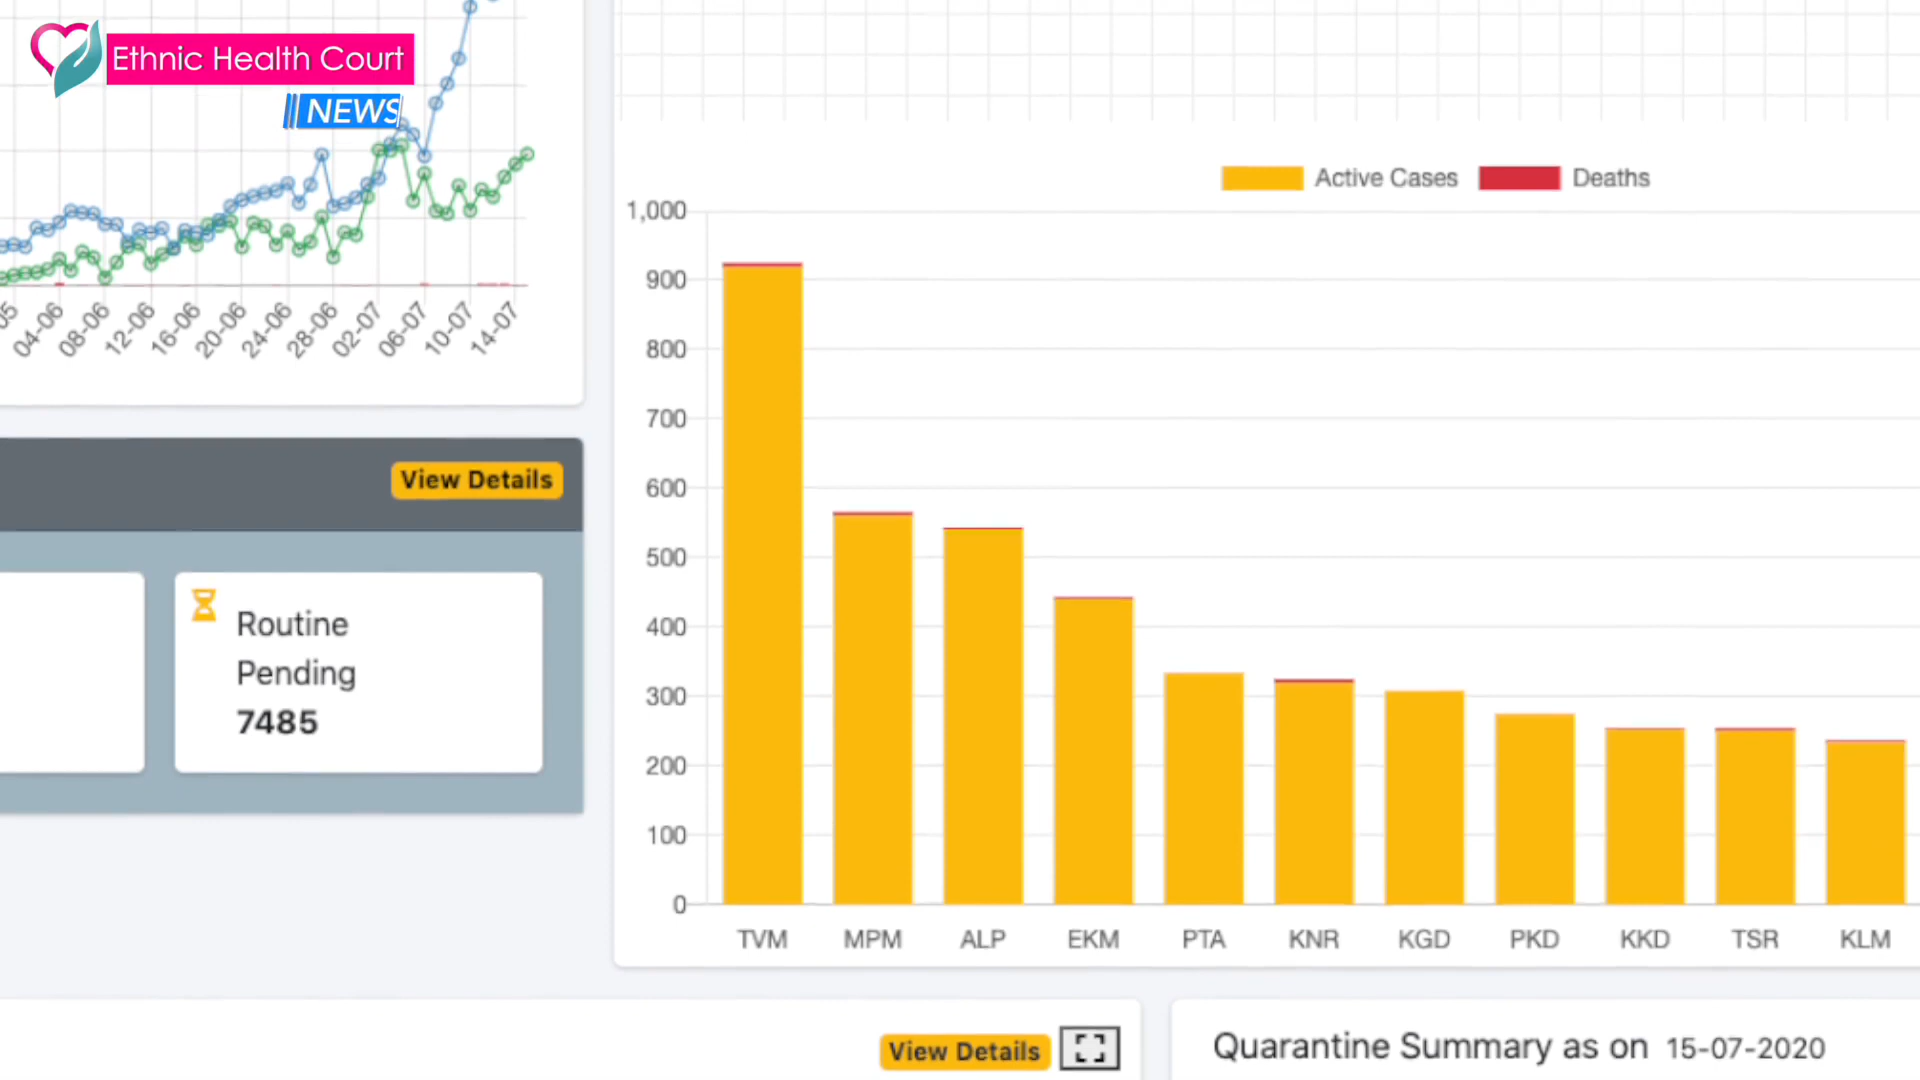 Ethnic Health Court
NEWS
04-06
08-06
12-06
16-06
20-06
24-06
28-06
02-07
06-07
10-07
14-07
View Details
Routine
Pending
7485
Active Cases
Deaths
1,000
900
800
700
600
500
400
300
200
100
0
TVM
MPM
ALP
EKM
PTA
KNR
KGD
PKD
KKD
TSR
KLM
View Details
Quarantine Summary as on 15-07-2020